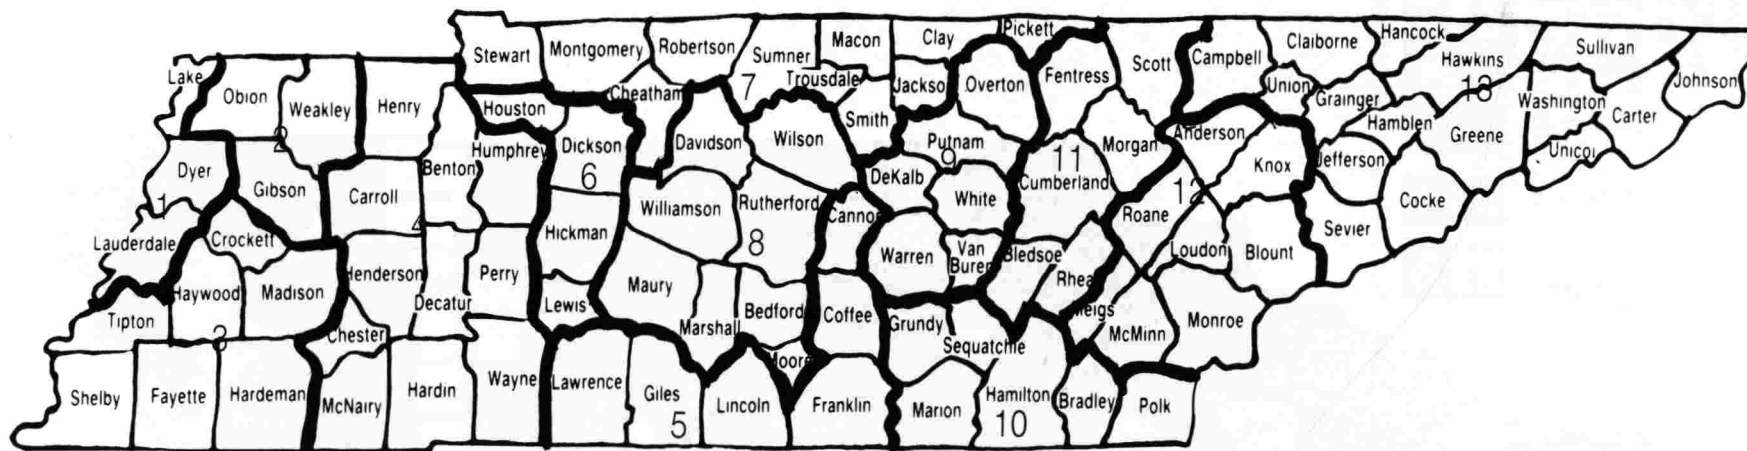 Pickett
Stewart
Montgomery
Robertson
Sumner
Macon
Clay
Claiborne
Hancock
Hawkins
Sullivan
Johnson
Lake
Obion
Weakley
Henry
Houston
Cheatham
7
Trousdale
Jackso
Overton
Fentress
Scott
Campbell
Union
Grainger
13
Washington
Carter
2
Humphrey
Dickson
Davidson
Wilson
Smith
Putnam
9
Morgan
Anderson
Hamblen
Greene
Unicoi
Dyer
Gibson
Carroll
Benton
6
DeKalb
White
11
Cumberland
Knox
Jefferson
Cocke
1
Lauderdale
Crockett
4
Hickman
Williamson
Rutherford
8
Cannon
Warren
Van
Buren
Bledsoe
Roane
12
Loudon
Blount
Sevier
Haywood
Madison
Henderson
Decatur
Perry
Lewis
Maury
Rhea
Tipton
3
Chester
Marshall
Bedford
Coffee
Grundy
Sequatchie
Meigs
McMinn
Monroe
Moore
Shelby
Fayette
Hardeman
McNairy
Hardin
Wayne
Lawrence
Giles
5
Lincoln
Franklin
Marion
Hamilton
10
Bradley
Polk